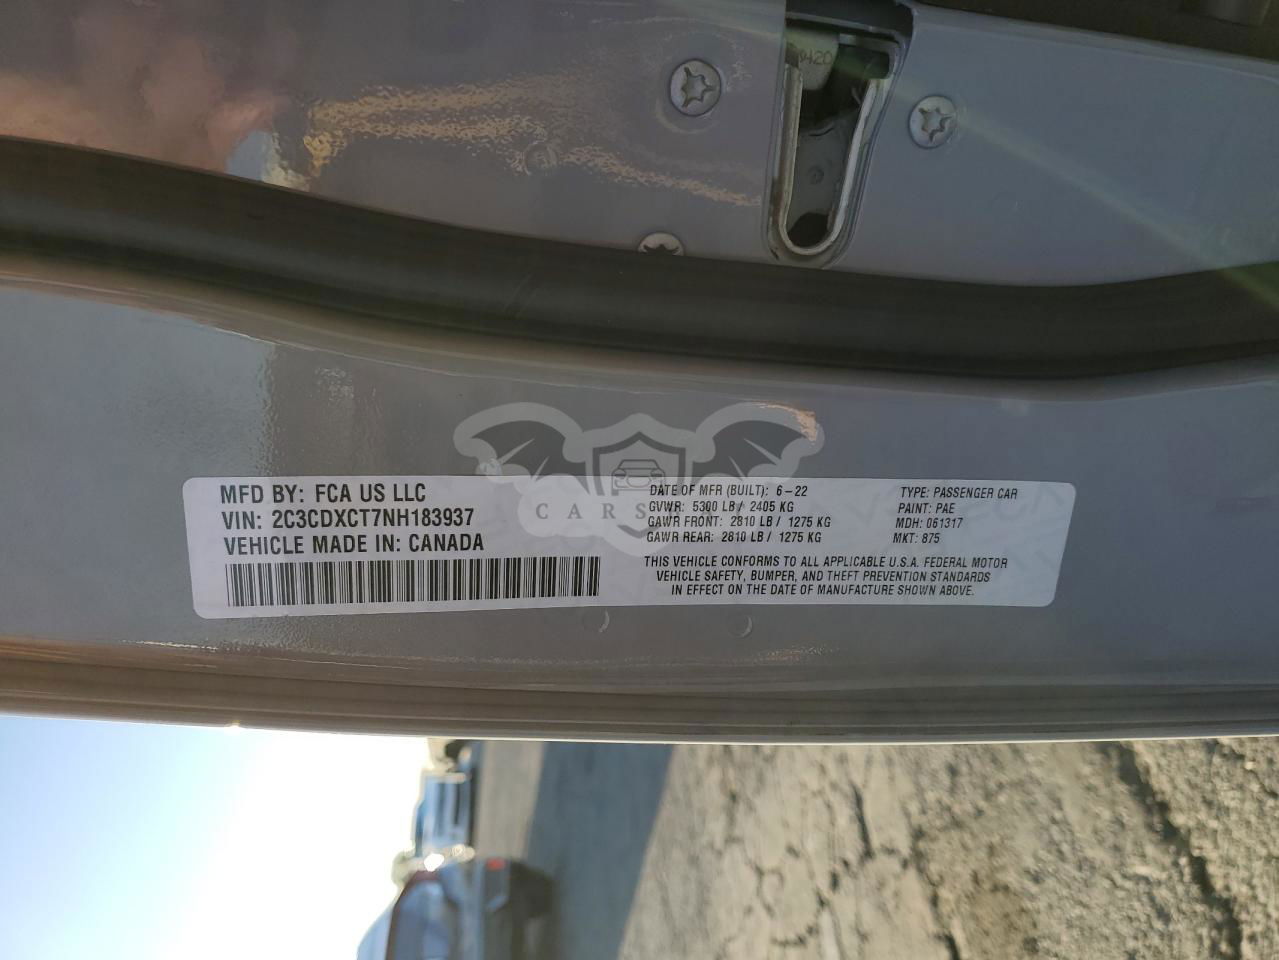 420
MFD BY: FCA US LLC
VIN: 2C3CDXCT7NH183937
VEHICLE MADE IN: CANADA
DATE OF MFR (BUILT): 6-22
GVWR: 5300 LB / 2405 KG
GAWR FRONT: 2810 LB / 1275 KG
GAWR REAR: 2810 LB / 1275 KG
TYPE: PASSENGER CAR
PAINT: PAE
MDH: 061317
MKT: 875
THIS VEHICLE CONFORMS TO ALL APPLICABLE U.S.A. FEDERAL MOTOR
VEHICLE SAFETY, BUMPER, AND THEFT PREVENTION STANDARDS
IN EFFECT ON THE DATE OF MANUFACTURE SHOWN ABOVE.